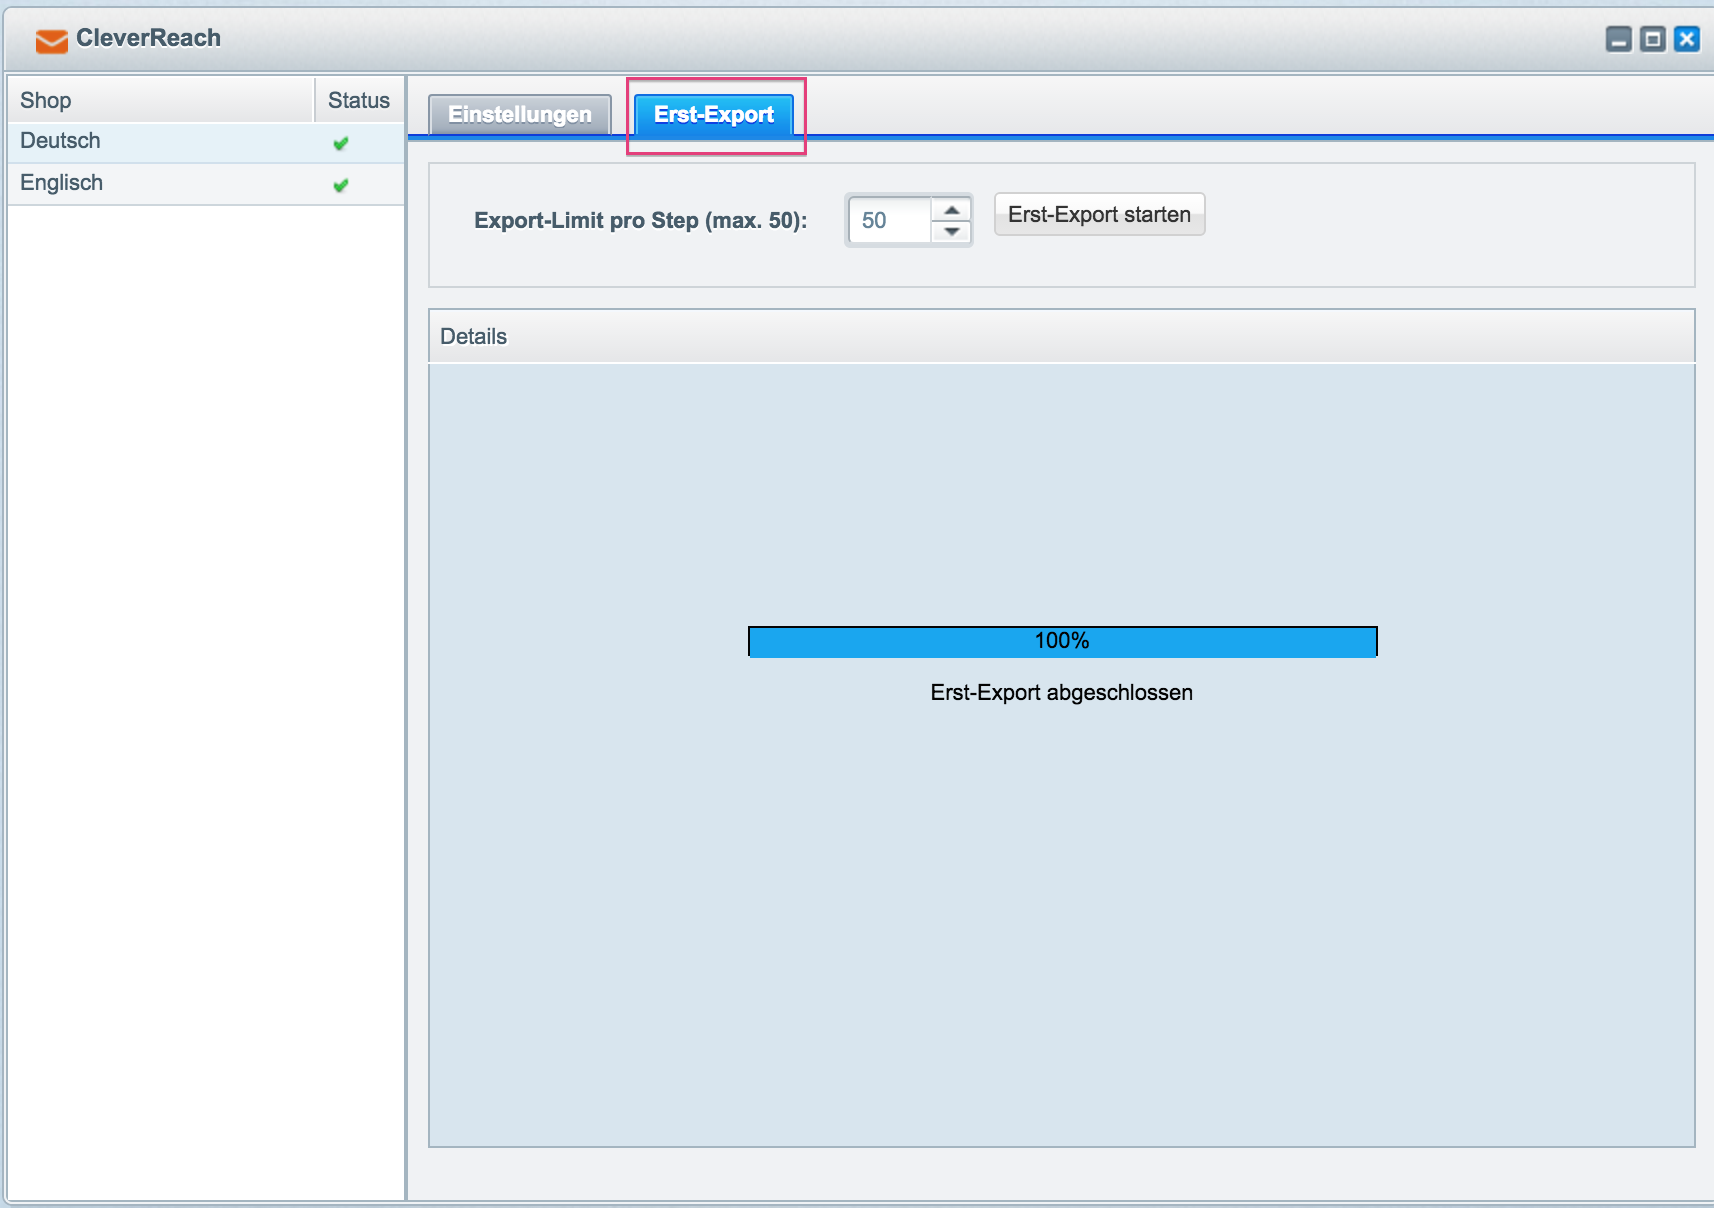 CleverReach
Shop
Status
Deutsch
Englisch
Einstellungen
Erst-Export
Export-Limit pro Step (max. 50):
50
Erst-Export starten
Details
100%
Erst-Export abgeschlossen